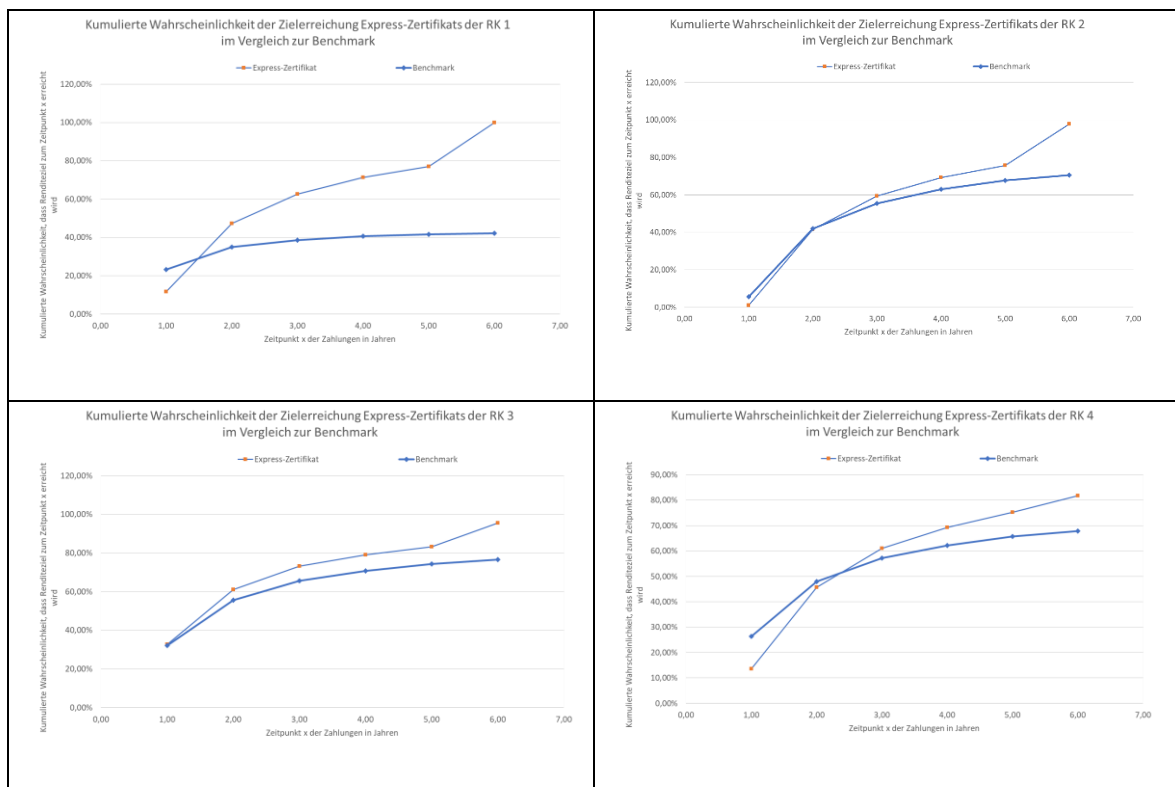 Kumulierte Wahrscheinlichkeit der Zielerreichung Express-Zertifikats der RK 1
im Vergleich zur Benchmark
Express-Zertifikat
Benchmark
Kumulierte Wahrscheinlichkeit, dass Renditeziel zum Zeitpunkt x erreicht
wird
120,00%
100,00%
80,00%
60,00%
40,00%
20,00%
0,00%
0,00 1,00 2,00 3,00 4,00 5,00 6,00 7,00
Zeitpunkt x der Zahlungen in Jahren
Kumulierte Wahrscheinlichkeit der Zielerreichung Express-Zertifikats der RK 2
im Vergleich zur Benchmark
Express-Zertifikat
Benchmark
Kumulierte Wahrscheinlichkeit, dass Renditeziel zum Zeitpunkt x erreicht
wird
120,00%
100,00%
80,00%
60,00%
40,00%
20,00%
0,00%
0,00 1,00 2,00 3,00 4,00 5,00 6,00 7,00
Zeitpunkt x der Zahlungen in Jahren
Kumulierte Wahrscheinlichkeit der Zielerreichung Express-Zertifikats der RK 3
im Vergleich zur Benchmark
Express-Zertifikat
Benchmark
Kumulierte Wahrscheinlichkeit, dass Renditeziel zum Zeitpunkt x erreicht
wird
120,00%
100,00%
80,00%
60,00%
40,00%
20,00%
0,00%
0,00 1,00 2,00 3,00 4,00 5,00 6,00 7,00
Zeitpunkt x der Zahlungen in Jahren
Kumulierte Wahrscheinlichkeit der Zielerreichung Express-Zertifikats der RK 4
im Vergleich zur Benchmark
Express-Zertifikat
Benchmark
Kumulierte Wahrscheinlichkeit, dass Renditeziel zum Zeitpunkt x erreicht
wird
90,00%
80,00%
70,00%
60,00%
50,00%
40,00%
30,00%
20,00%
10,00%
0,00%
0,00 1,00 2,00 3,00 4,00 5,00 6,00 7,00
Zeitpunkt x der Zahlungen in Jahren